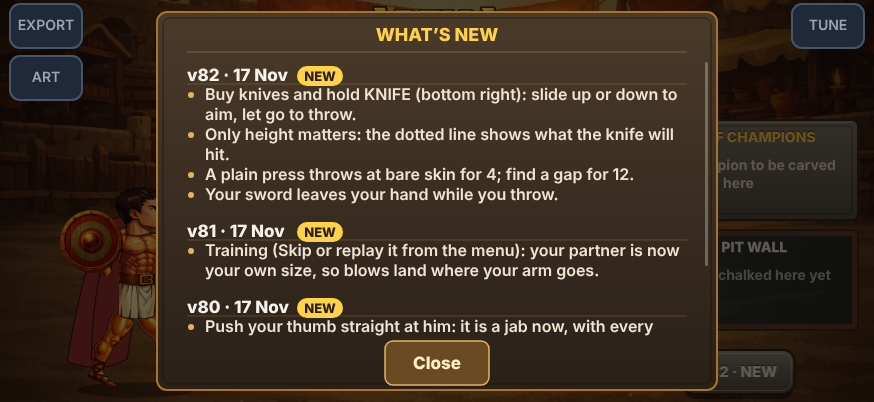 EXPORT
ART
TUNE
WHAT’S NEW
v82 · 17 Nov NEW
• Buy knives and hold KNIFE (bottom right): slide up or down to
aim, let go to throw.
• Only height matters: the dotted line shows what the knife will
hit.
• A plain press throws at bare skin for 4; find a gap for 12.
• Your sword leaves your hand while you throw.
v81 · 17 Nov NEW
• Training (Skip or replay it from the menu): your partner is now
your own size, so blows land where your arm goes.
v80 · 17 Nov NEW
• Push your thumb straight at him: it is a jab now, with every
Close
CHAMPIONS
to be carved
here
PIT WALL
chalked here yet
· NEW